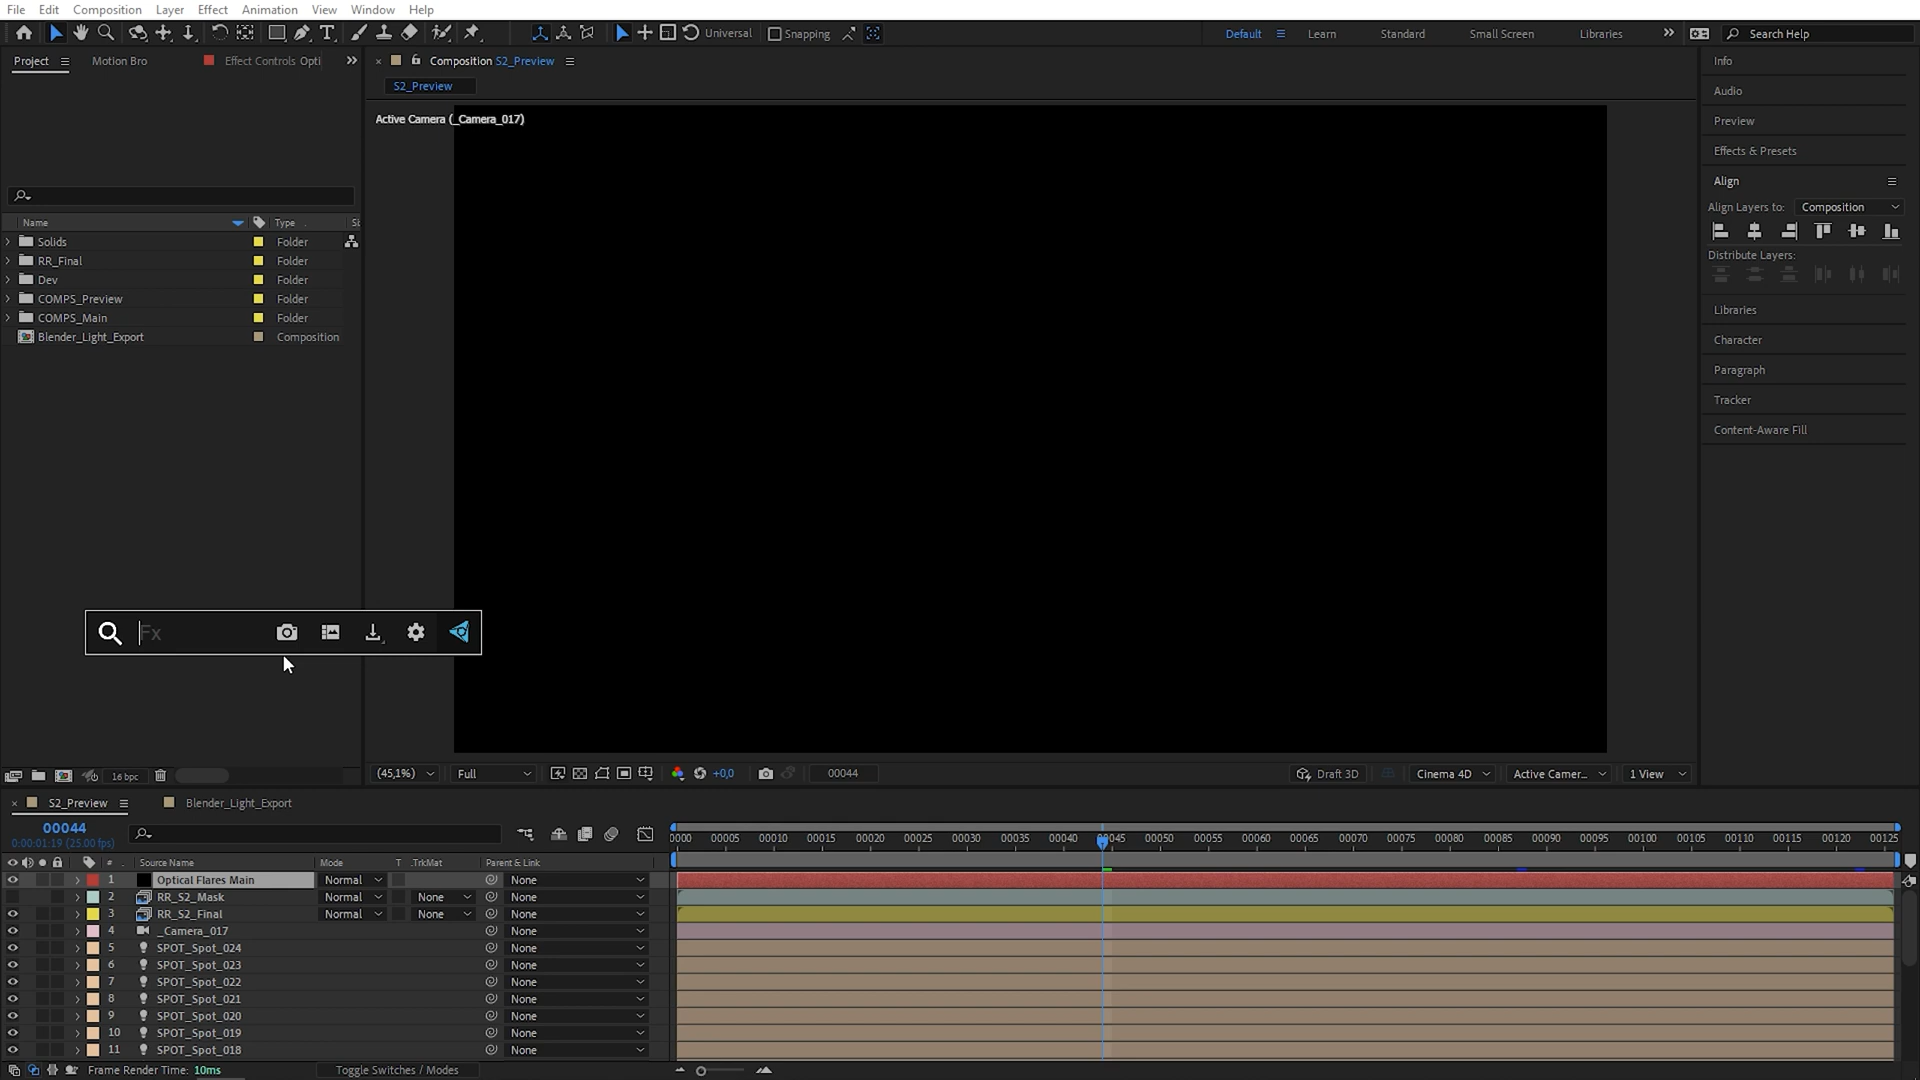 File Edit Composition Layer Effect Animation View Window Help
Universal Snapping Default Learn Standard Small Screen Libraries Search Help
Project Motion Bro Effect Controls Opti
Composition S2_Preview
S2_Preview
Active Camera (_Camera_017)
Name Type Si
Solids Folder
RR_Final Folder
Dev Folder
COMPS_Preview Folder
COMPS_Main Folder
Blender_Light_Export Composition
Info
Audio
Preview
Effects & Presets
Align
Align Layers to: Composition
Distribute Layers:
Libraries
Character
Paragraph
Tracker
Content-Aware Fill
Fx
16 bpc
(45,1%) Full +0,0 00044 Draft 3D Cinema 4D Active Camer... 1 View
S2_Preview Blender_Light_Export
00044
0:00:01:19 (25.00 fps)
0000 00005 00010 00015 00020 00025 00030 00035 00040 00045 00050 00055 00060 00065 00070 00075 00080 00085 00090 00095 00100 00105 00110 00115 00120 00125
# Source Name Mode T .TrkMat Parent & Link
1 Optical Flares Main Normal None
2 RR_S2_Mask Normal None None
3 RR_S2_Final Normal None None
4 _Camera_017 None
5 SPOT_Spot_024 None
6 SPOT_Spot_023 None
7 SPOT_Spot_022 None
8 SPOT_Spot_021 None
9 SPOT_Spot_020 None
10 SPOT_Spot_019 None
11 SPOT_Spot_018 None
Frame Render Time: 10ms Toggle Switches / Modes